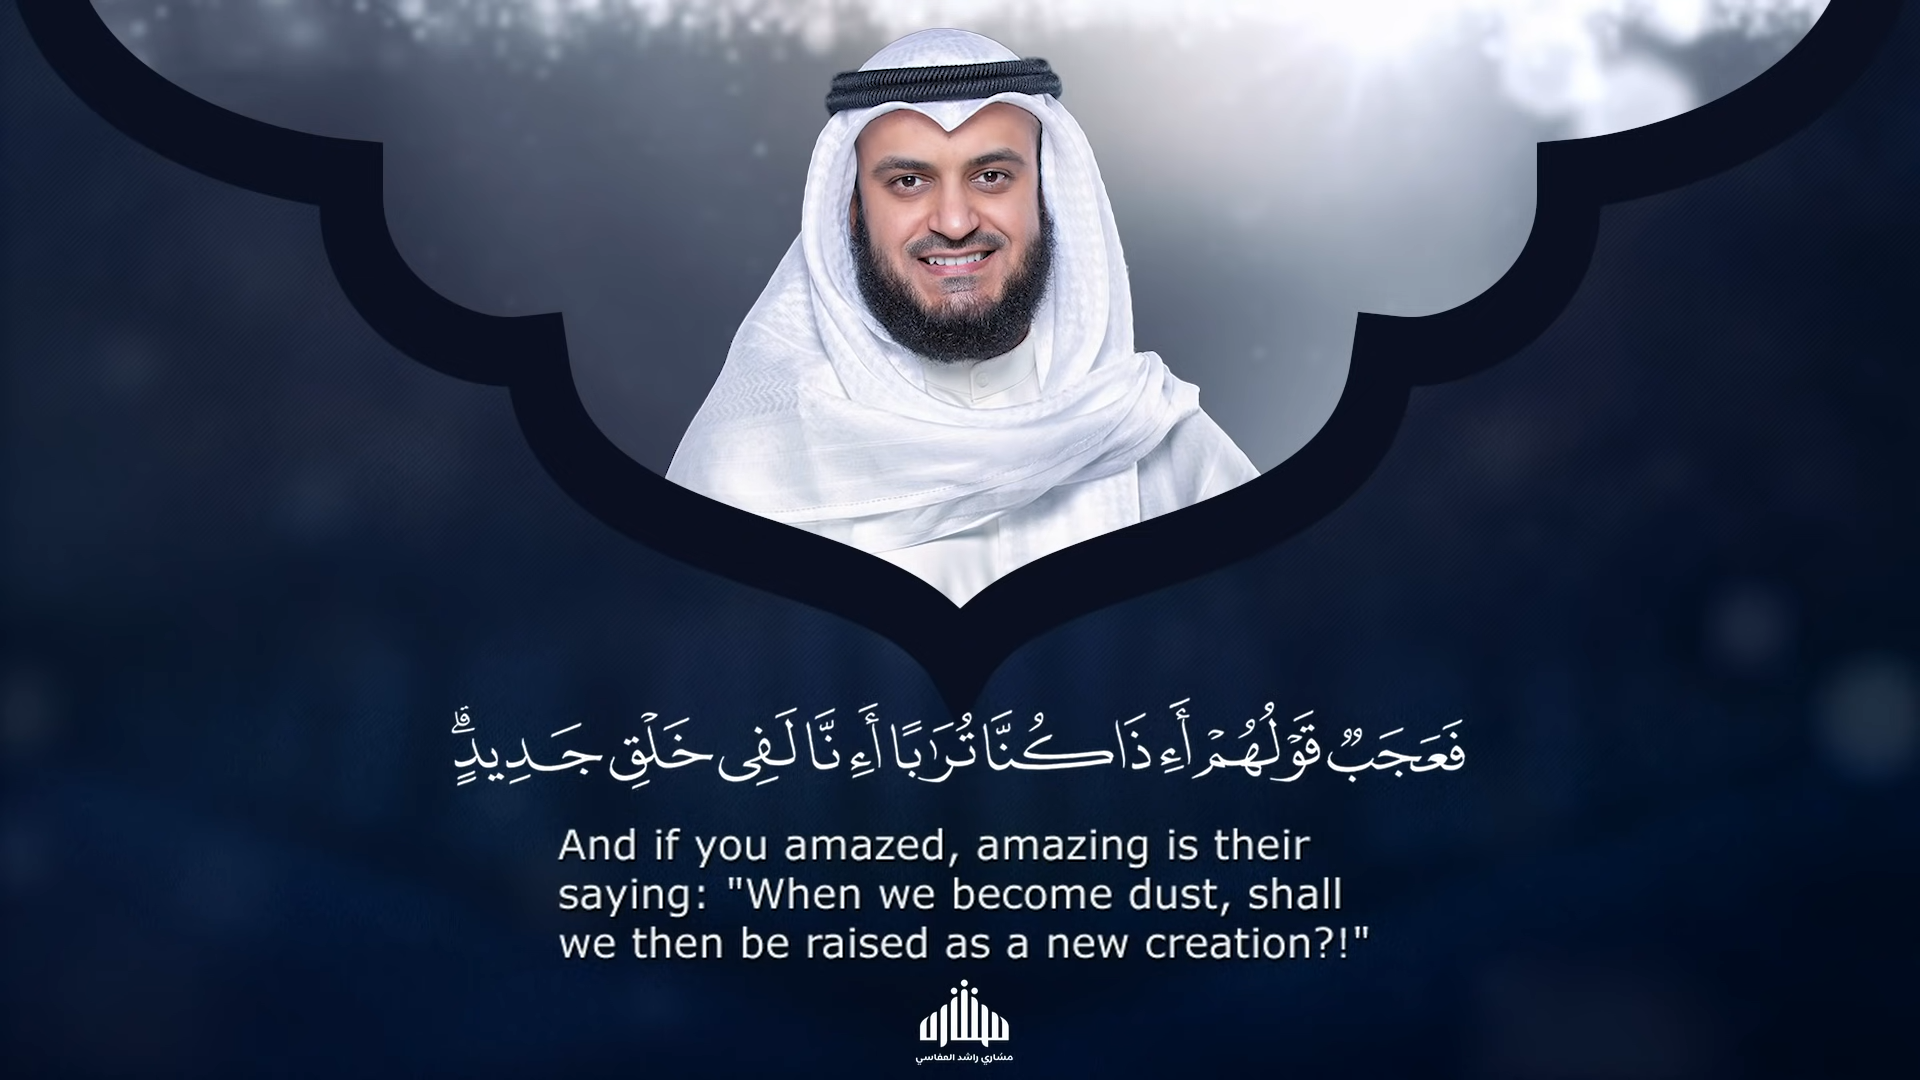 فَعَجَبٌ قَوْلُهُمْ أَءِذَا كُنَّا تُرَٰبًا أَءِنَّا لَفِى خَلْقٍ جَدِيدٍ ۗ
And if you amazed, amazing is their
saying: "When we become dust, shall
we then be raised as a new creation?!"
مشاري راشد العفاسي